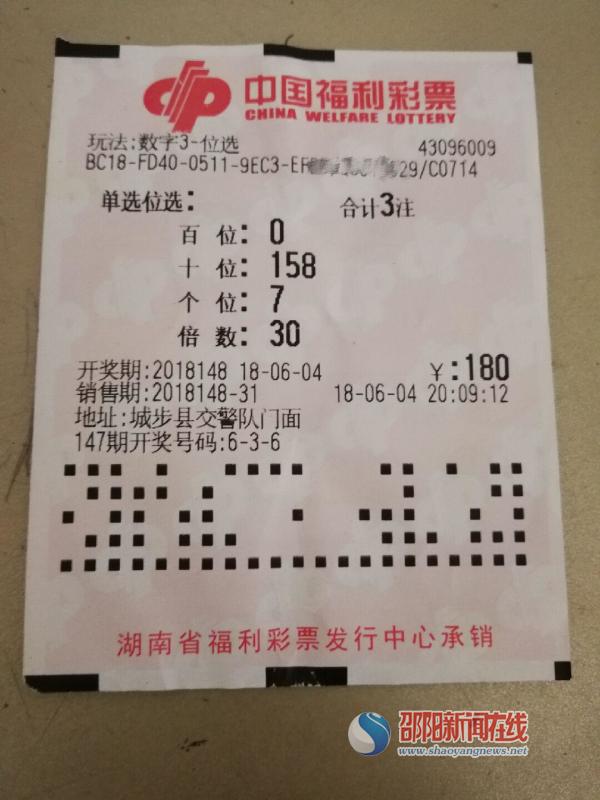 中国福利彩票
CHINA WELFARE LOTTERY
玩法:数字3-位选 43096009
BC18-FD40-0511-9EC3-EF 29/C0714
单选位选: 合计3注
百 位: 0
十 位: 158
个 位: 7
倍 数: 30
开奖期:2018148 18-06-04 ¥:180
销售期:2018148-31 18-06-04 20:09:12
地址:城步县交警队门面
147期开奖号码:6-3-6
湖南省福利彩票发行中心承销
邵阳新闻在线
www.shaoyangnews.net